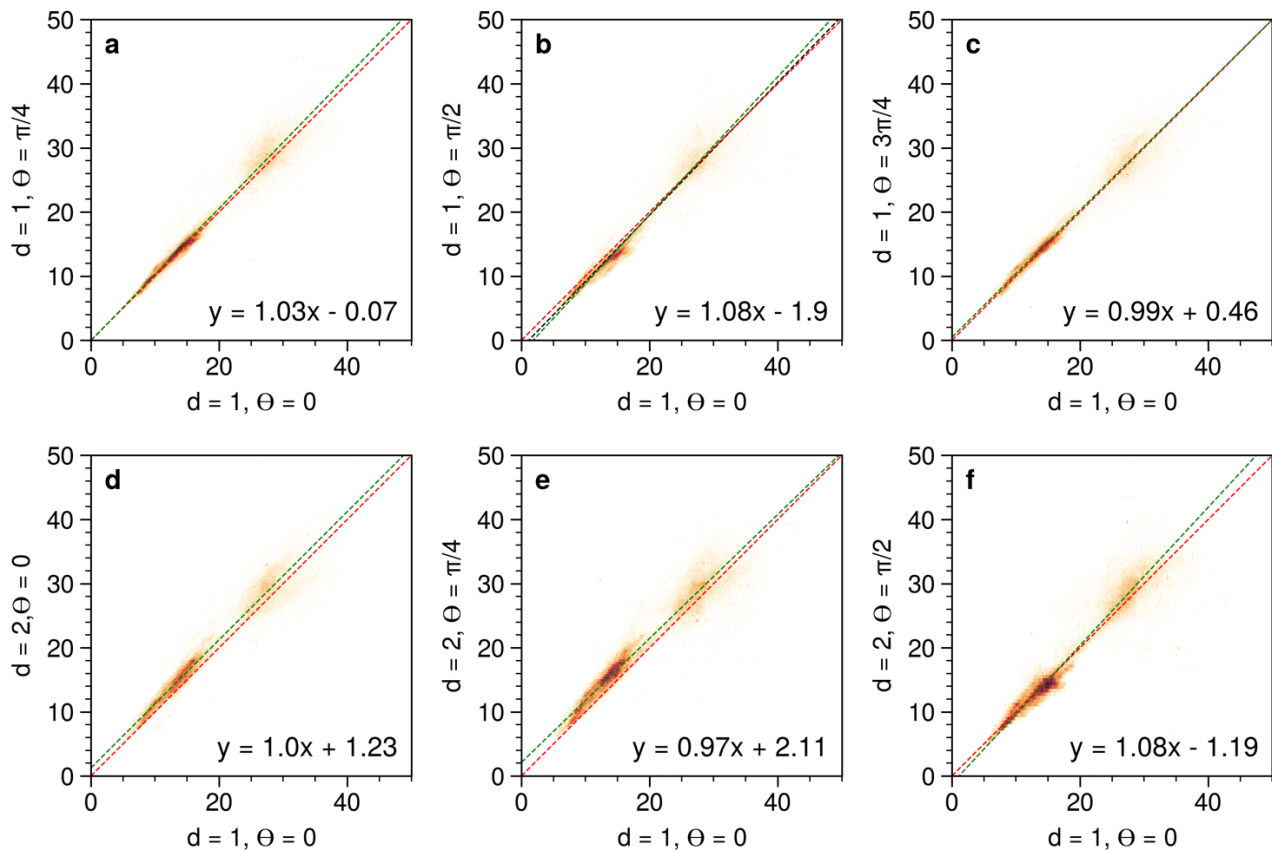 a
50
40
30
20
10
0
d = 1, Θ = π/4
y = 1.03x - 0.07
0 20 40
d = 1, Θ = 0
b
50
40
30
20
10
0
d = 1, Θ = π/2
y = 1.08x - 1.9
0 20 40
d = 1, Θ = 0
c
50
40
30
20
10
0
d = 1, Θ = 3π/4
y = 0.99x + 0.46
0 20 40
d = 1, Θ = 0
d
50
40
30
20
10
0
d = 2,Θ = 0
y = 1.0x + 1.23
0 20 40
d = 1, Θ = 0
e
50
40
30
20
10
0
d = 2, Θ = π/4
y = 0.97x + 2.11
0 20 40
d = 1, Θ = 0
f
50
40
30
20
10
0
d = 2, Θ = π/2
y = 1.08x - 1.19
0 20 40
d = 1, Θ = 0